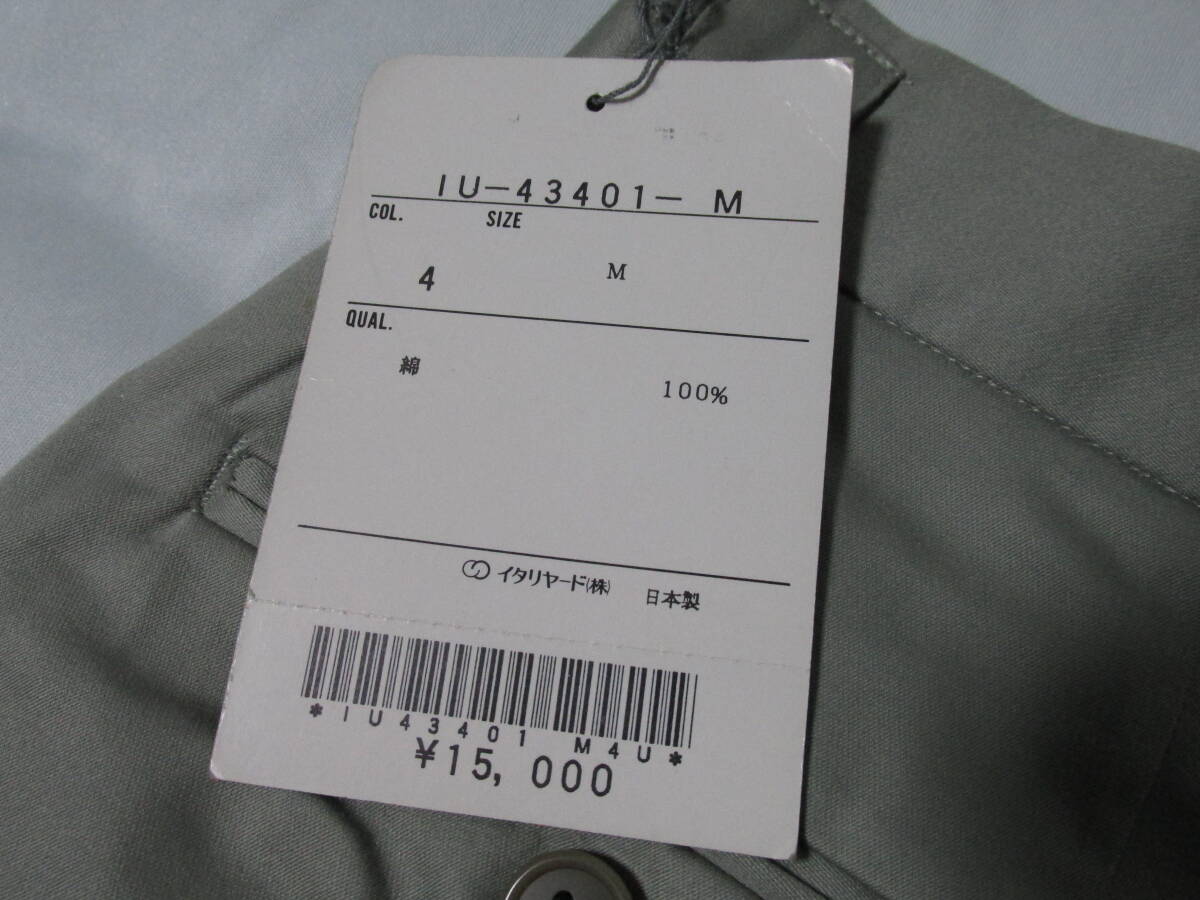 IU-43401- M
COL. SIZE
4 M
QUAL.
綿 100%
イタリヤード(株) 日本製
*IU43401 M4U*
¥15,000